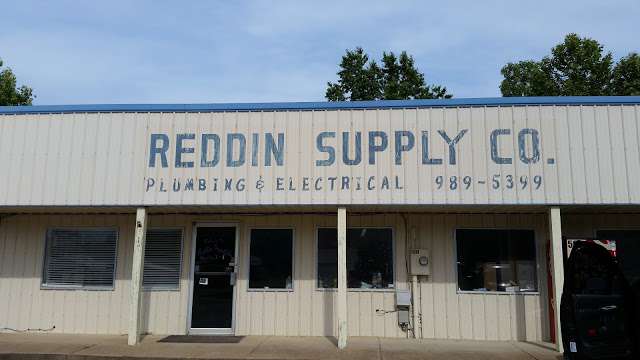 REDDIN SUPPLY CO.
PLUMBING & ELECTRICAL 989-5399